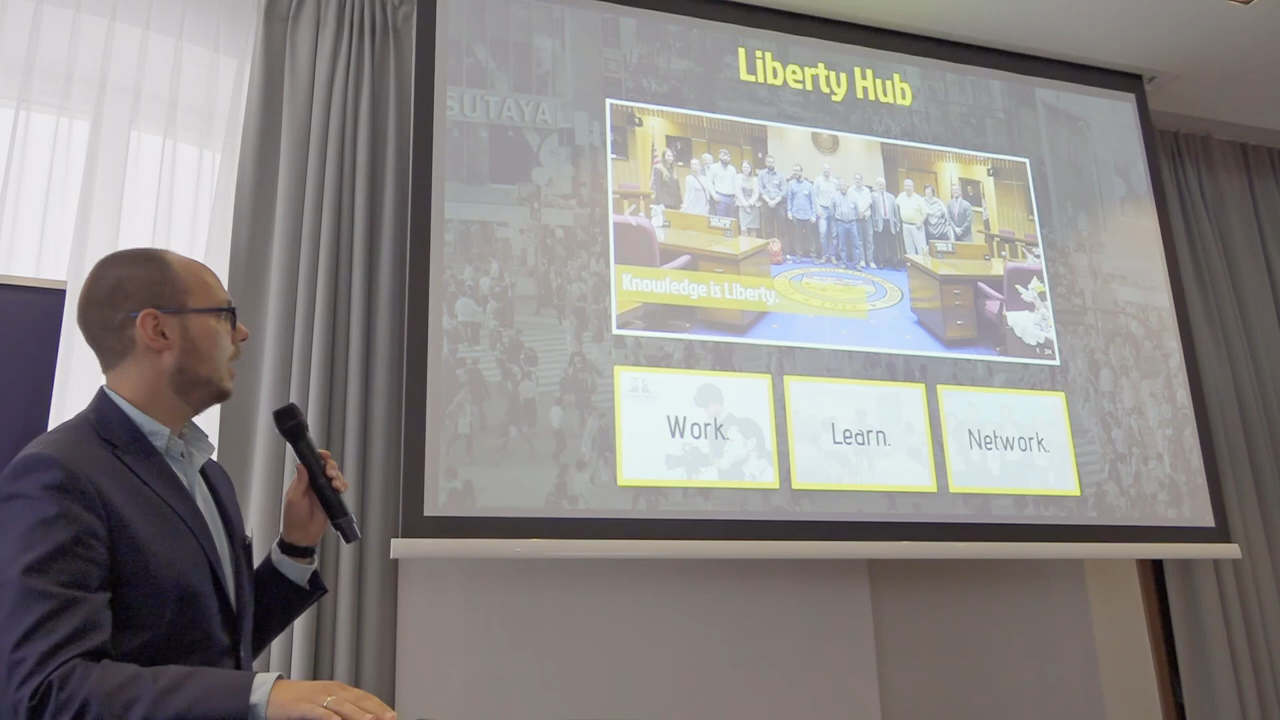 Liberty Hub
SUTAYA
Knowledge is Liberty.
Work.
Learn.
Network.